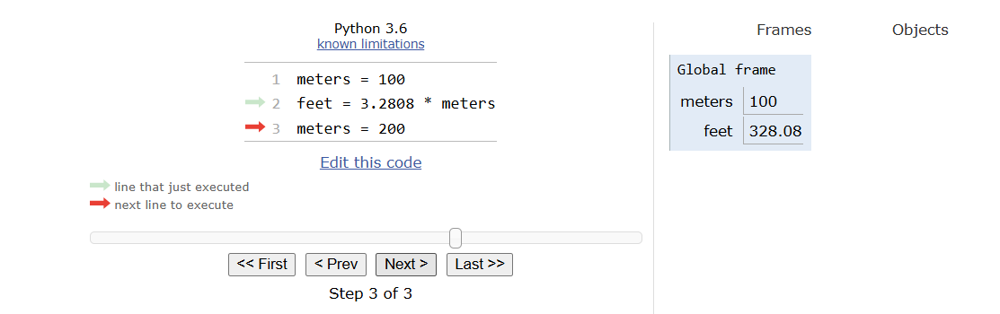 Python 3.6
known limitations
1 meters = 100
2 feet = 3.2808 * meters
3 meters = 200
Edit this code
line that just executed
next line to execute
<< First < Prev Next > Last >>
Step 3 of 3
Frames Objects
Global frame
meters 100
feet 328.08